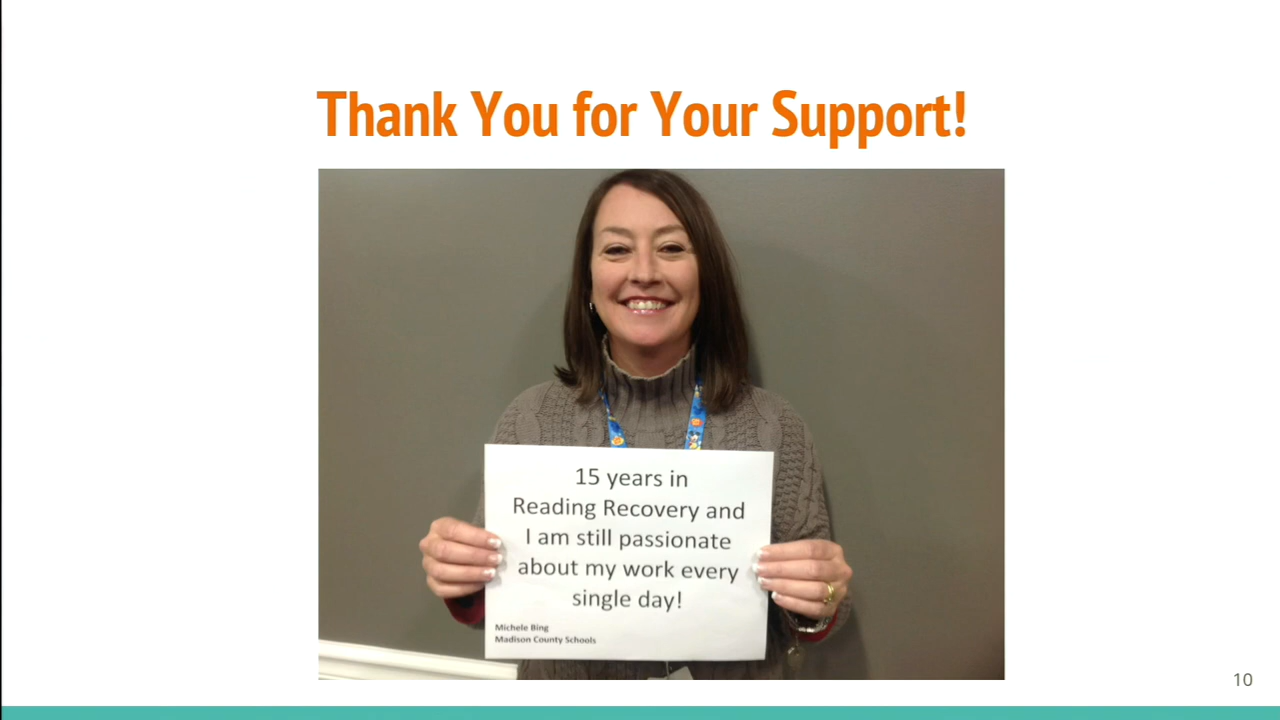 Thank You for Your Support!
15 years in
Reading Recovery and
I am still passionate
about my work every
single day!
Michele Bing
Madison County Schools
10